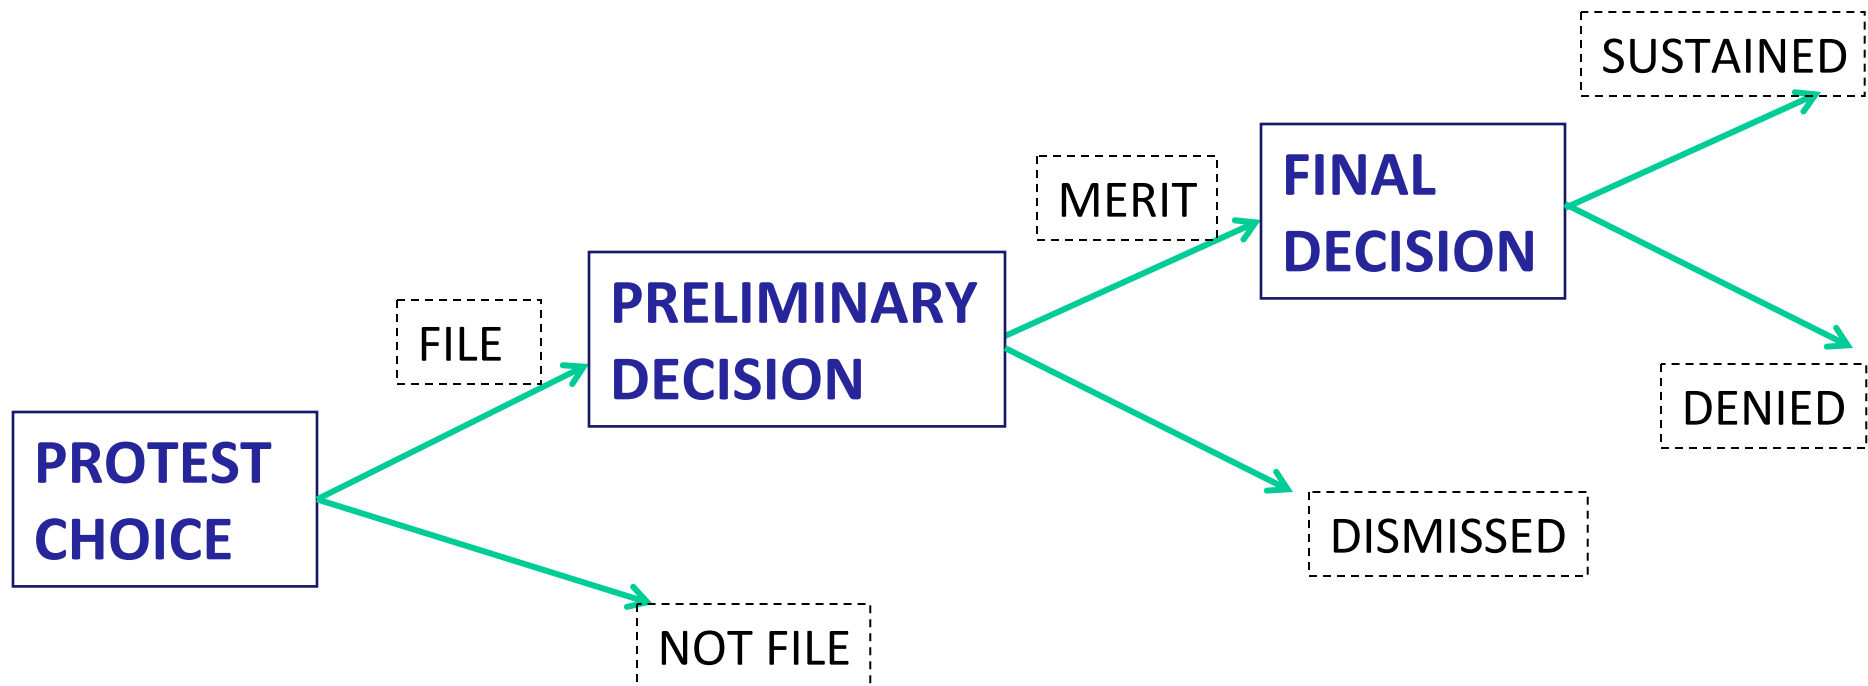 PROTEST
CHOICE
FILE
NOT FILE
PRELIMINARY
DECISION
MERIT
DISMISSED
FINAL
DECISION
SUSTAINED
DENIED